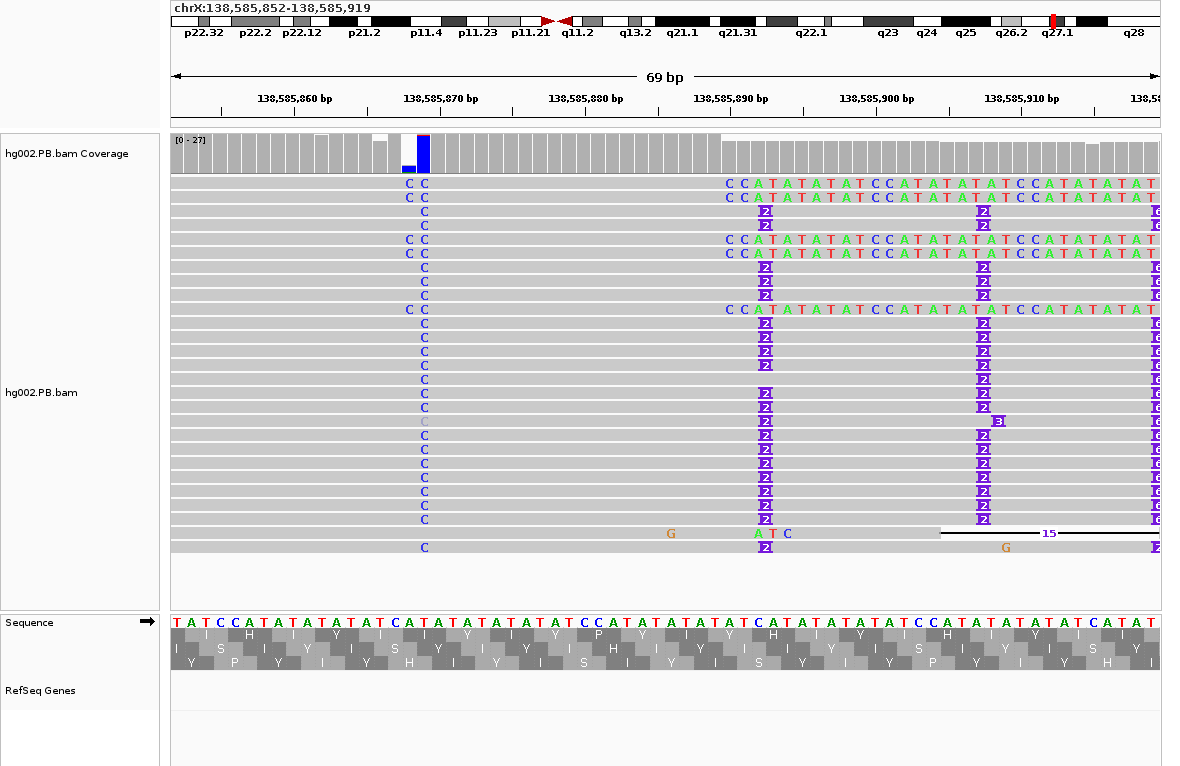 chrX:138,585,852-138,585,919
p22.32 p22.2 p22.12 p21.2 p11.4 p11.23 p11.21 q11.2 q13.2 q21.1 q21.31 q22.1 q23 q24 q25 q26.2 q27.1 q28
69 bp
138,585,860 bp 138,585,870 bp 138,585,880 bp 138,585,890 bp 138,585,900 bp 138,585,910 bp 138,5
[0 - 27]
hg002.PB.bam Coverage
C C C C A T A T A T A T C C A T A T A T A T C C A T A T A T A T
C C C C A T A T A T A T C C A T A T A T A T C C A T A T A T A T
C 2 2 6
C 2 2 6
C C C C A T A T A T A T C C A T A T A T A T C C A T A T A T A T
C C C C A T A T A T A T C C A T A T A T A T C C A T A T A T A T
C 2 2 6
C 2 2 6
C 2 2 6
C C C C A T A T A T A T C C A T A T A T A T C C A T A T A T A T
C 2 2 6
C 2 2 6
C 2 2 6
C 2 2 6
C 2 6
hg002.PB.bam
C 2 2 6
C 2 2 6
C 2 3 6
C 2 2 6
C 2 2 6
C 2 2 6
C 2 2 6
C 2 2 6
C 2 2 6
C 2 2 6
G A T C 15
C 2 G 2
Sequence
T A T C C A T A T A T A T A T C A T A T A T A T A T A T C C A T A T A T A T A T C A T A T A T A T A T C C A T A T A T A T A T C A T A T
I H I Y I I Y I Y P Y I Y H I Y I H I Y I I
I S I Y I S Y I Y I H I Y I I Y I S I Y I S Y
Y P Y I Y H I Y I S I Y I S Y I Y P Y I Y H I
RefSeq Genes